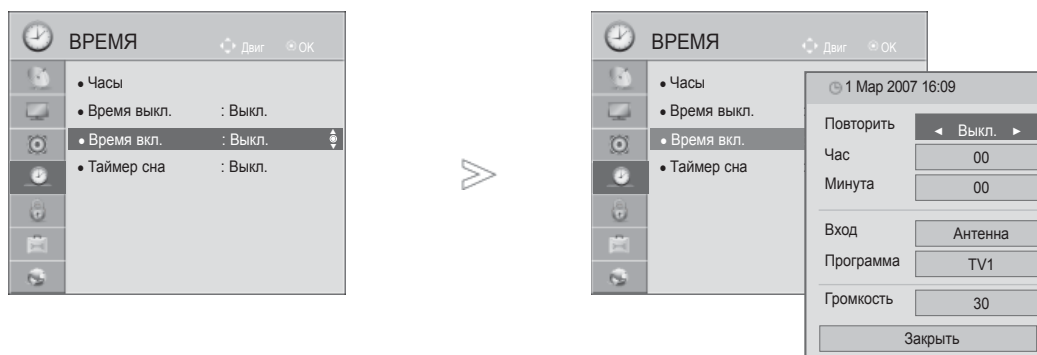 ВРЕМЯ
Двиг
OK
• Часы
• Время выкл. : Выкл.
• Время вкл. : Выкл.
• Таймер сна : Выкл.
ВРЕМЯ
Двиг
OK
• Часы
• Время выкл. :
• Время вкл.
• Таймер сна :
1 Мар 2007 16:09
Повторить ◄ Выкл. ►
Час 00
Минута 00
Вход Антенна
Программа TV1
Громкость 30
Закрыть